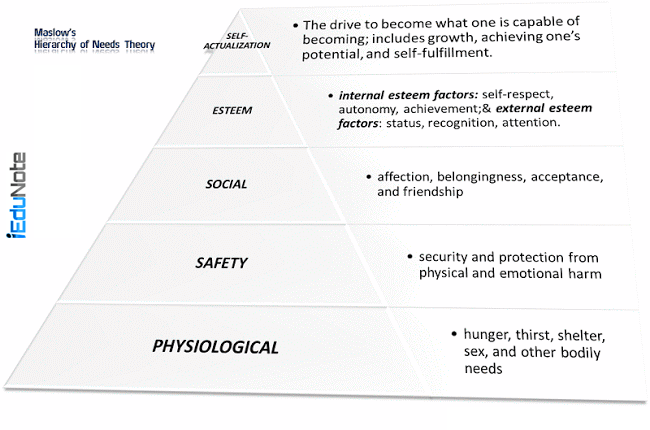 Maslow's
Hierarchy of Needs Theory
SELF-
ACTUALIZATION
• The drive to become what one is capable of
becoming; includes growth, achieving one's
potential, and self-fulfillment.
ESTEEM
• internal esteem factors: self-respect,
autonomy, achievement;& external esteem
factors: status, recognition, attention.
SOCIAL
• affection, belongingness, acceptance,
and friendship
SAFETY
• security and protection from
physical and emotional harm
PHYSIOLOGICAL
• hunger, thirst, shelter,
sex, and other bodily
needs
iEduNote